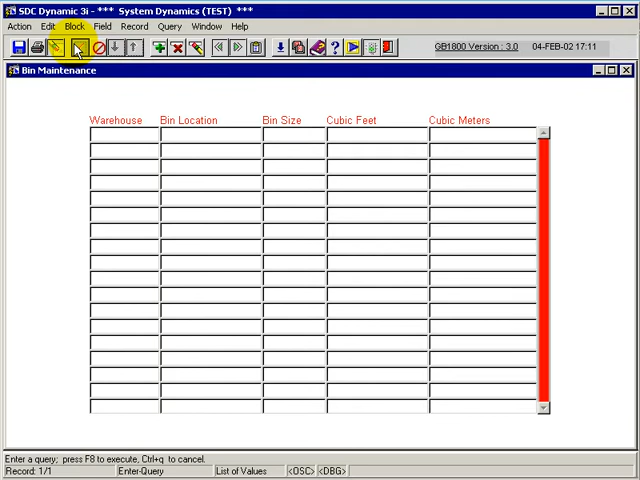 SDC Dynamic 3i - *** System Dynamics (TEST) ***
Action Edit Block Field Record Query Window Help
GB1800 Version : 3.0 04-FEB-02 17:11
Bin Maintenance
Warehouse Bin Location Bin Size Cubic Feet Cubic Meters
Enter a query; press F8 to execute, Ctrl+q to cancel.
Record: 1/1 Enter-Query List of Values <OSC> <DBG>